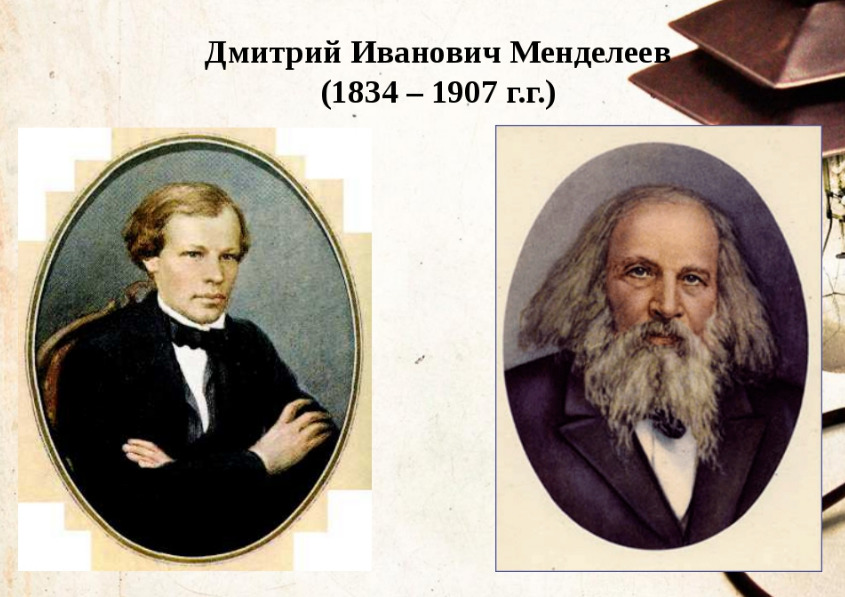 Дмитрий Иванович Менделеев
(1834 – 1907 г.г.)